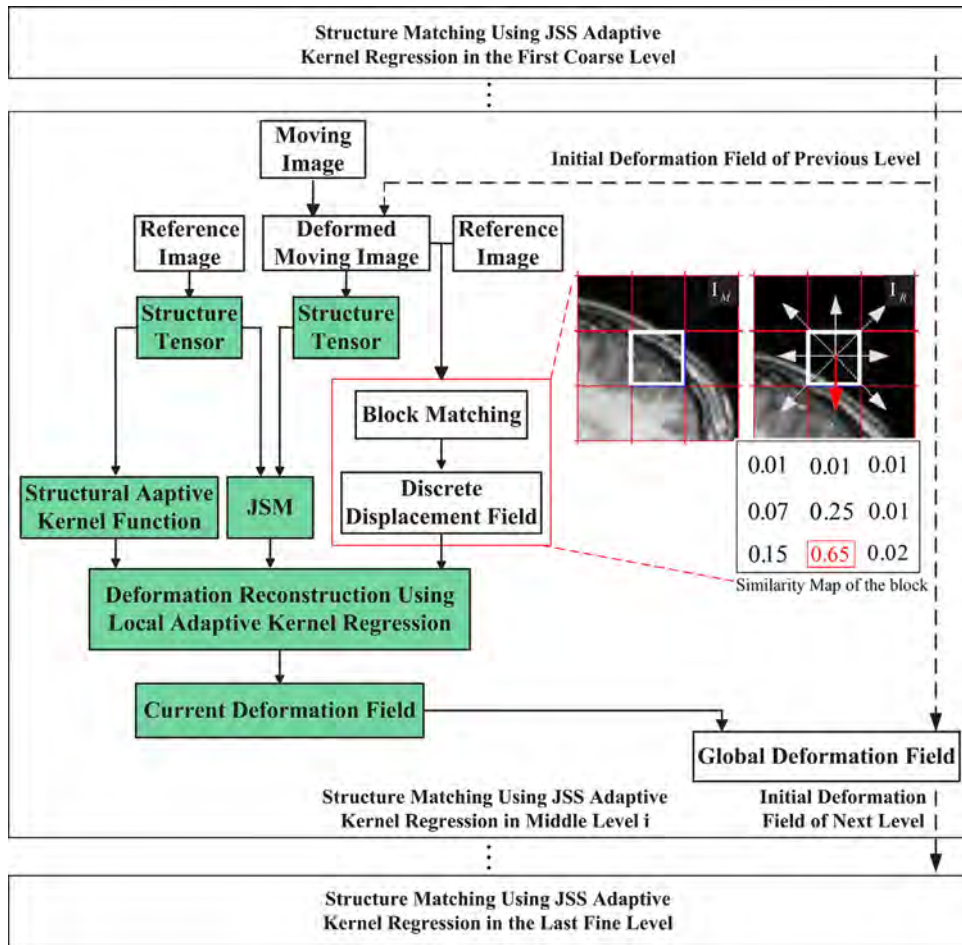 Structure Matching Using JSS Adaptive
Kernel Regression in the First Coarse Level
Moving
Image
Initial Deformation Field of Previous Level
Reference
Image
Deformed
Moving Image
Reference
Image
Structure
Tensor
Structure
Tensor
I_M
I_R
Block Matching
Discrete
Displacement Field
Structural Aaptive
Kernel Function
JSM
0.01 0.01 0.01
0.07 0.25 0.01
0.15 0.65 0.02
Similarity Map of the block
Deformation Reconstruction Using
Local Adaptive Kernel Regression
Current Deformation Field
Global Deformation Field
Structure Matching Using JSS Adaptive
Kernel Regression in Middle Level i
Initial Deformation
Field of Next Level
Structure Matching Using JSS Adaptive
Kernel Regression in the Last Fine Level